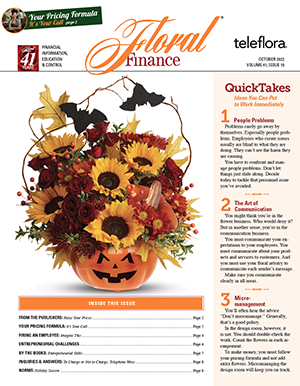 Your Pricing Formula
It's Your Call page 2
41
FINANCIAL
INFORMATION,
EDUCATION
& CONTROL
Floral
Finance
teleflora
OCTOBER 2022
VOLUME 41, ISSUE 10
QuickTakes
Ideas You Can Put
to Work Immediately
1 People Problems
Problems rarely go away by
themselves. Especially people prob-
lems. Employees who create issues
usually are blind to what they are
doing. They can't see the harm they
are causing.
You have to confront and man-
age people problems. Don't let
things just slide along. Decide
today to tackle that personnel issue
you've avoided.
2 The Art of
Communication
You might think you're in the
flower business. Who would deny it?
But in another sense, you're in the
communication business.
You must communicate your ex-
pectations to your employees. You
must communicate about your prod-
ucts and services to customers. And
you must use your floral artistry to
communicate each sender's message.
Make sure you communicate
clearly in all areas.
3 Micro-
management
You'll often hear the advice
"Don't micromanage." Generally,
that's a good policy.
In the design room, however, it
is not. You should double-check the
work. Count the flowers in each ar-
rangement.
To make money, you must follow
your pricing formula and not add
extra flowers. Micromanaging the
design room will keep you on track.
INSIDE THIS ISSUE
FROM THE PUBLISHERS: Raise Your Prices Page 2
YOUR PRICING FORMULA: It's Your Call Page 2
FIRING AN EMPLOYEE: Page 4
ENTREPRENEURIAL CHALLENGES Page 6
BY THE BOOKS: Entrepreneurial Skills Page 7
INQUIRIES & ANSWERS: To Charge or Not to Charge; Telephone Page 8
NORMS: Holiday Season Page 8